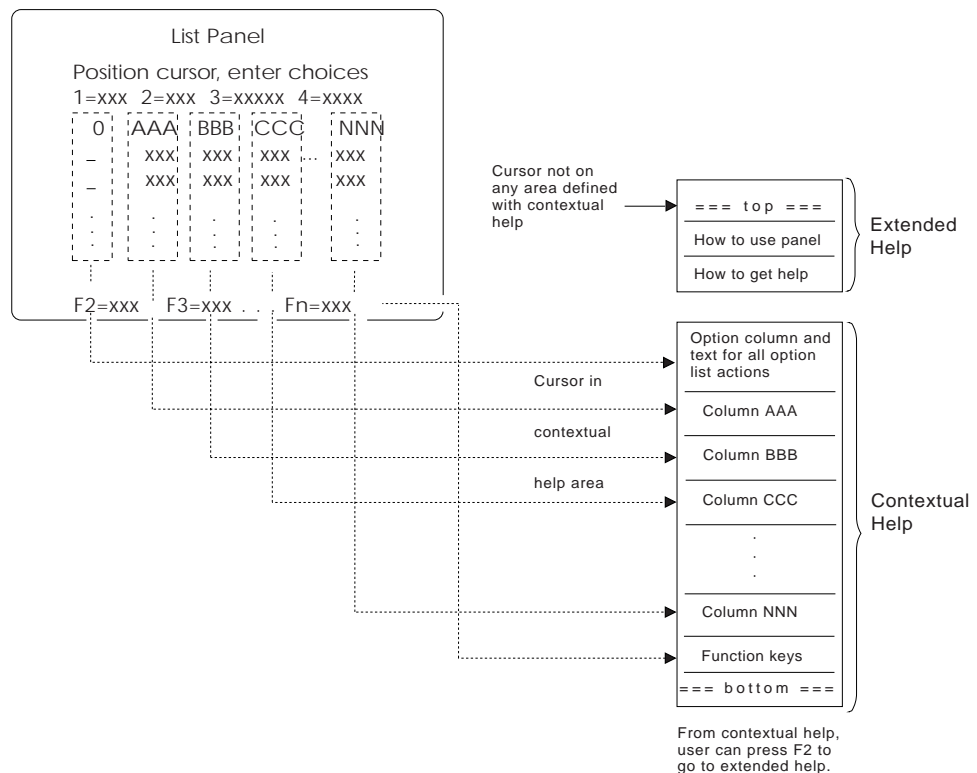 List Panel
Position cursor, enter choices
1=xxx 2=xxx 3=xxxxx 4=xxxx
0 AAA BBB CCC NNN
_ xxx xxx xxx ... xxx
_ xxx xxx xxx xxx
. . . . .
. . . . .
. . . . .
F2=xxx F3=xxx . . Fn=xxx
Cursor not on
any area defined
with contextual
help
=== top ===
How to use panel
How to get help
Extended
Help
Option column and
text for all option
list actions
Cursor in
Column AAA
contextual
Column BBB
help area
Column CCC
.
.
.
Contextual
Help
Column NNN
Function keys
=== bottom ===
From contextual help,
user can press F2 to
go to extended help.